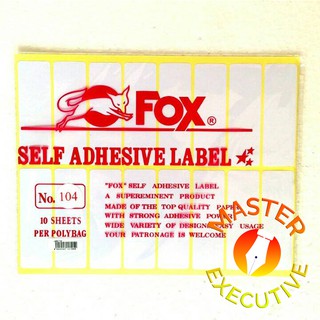 FOX®
SELF ADHESIVE LABEL
No. 104
10 SHEETS
PER POLYBAG
"FOX" SELF ADHESIVE LABEL
A SUPEREMINENT PRODUCT
MADE OF THE TOP QUALITY PAPER
WITH STRONG ADHESIVE POWER
WIDE VARIETY OF DESIGN EASY USAGE
YOUR PATRONAGE IS WELCOME
MASTER
EXECUTIVE